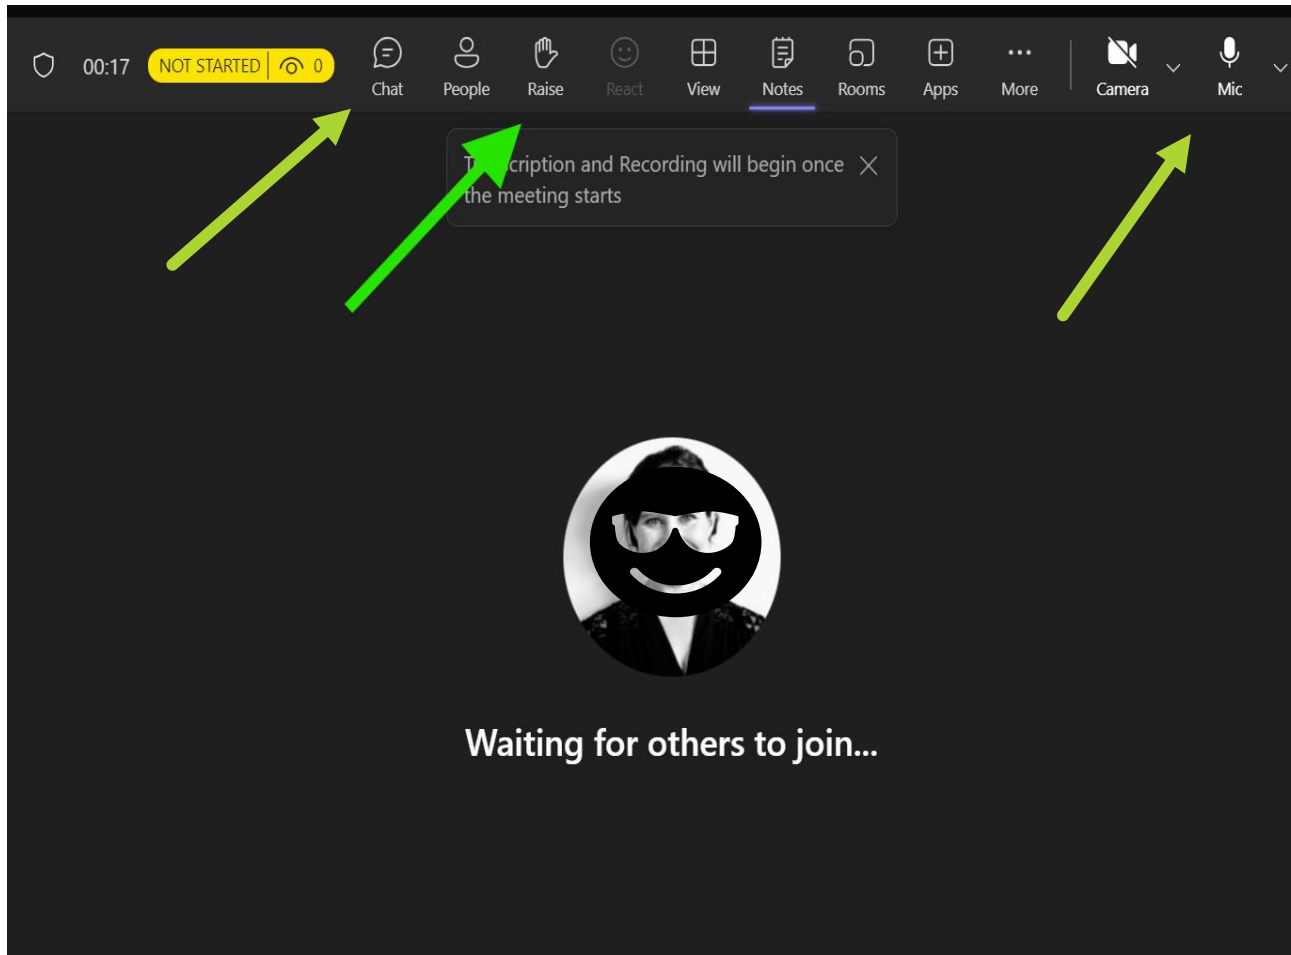 00:17 NOT STARTED 0
Chat People Raise React View Notes Rooms Apps More Camera Mic
and Recording will begin once
the meeting starts
Waiting for others to join...